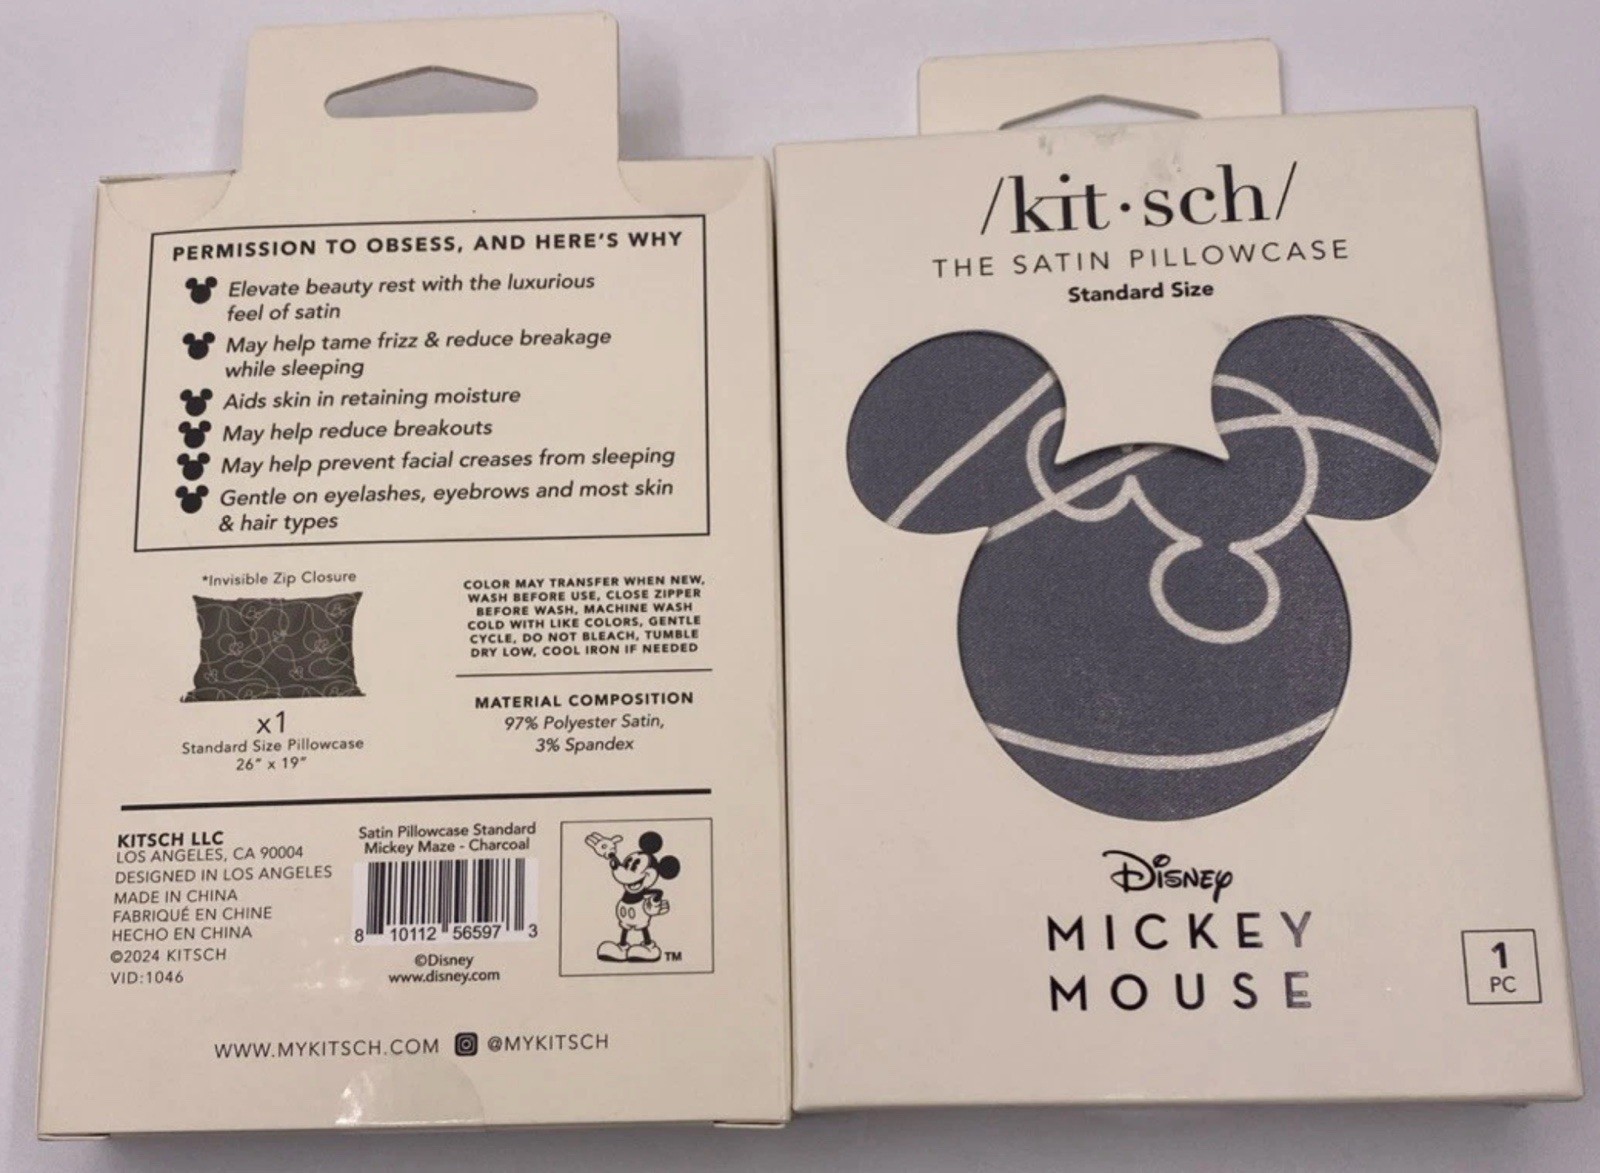 PERMISSION TO OBSESS, AND HERE'S WHY
Elevate beauty rest with the luxurious
feel of satin
May help tame frizz & reduce breakage
while sleeping
Aids skin in retaining moisture
May help reduce breakouts
May help prevent facial creases from sleeping
Gentle on eyelashes, eyebrows and most skin
& hair types
*Invisible Zip Closure
x1
Standard Size Pillowcase
26" x 19"
COLOR MAY TRANSFER WHEN NEW,
WASH BEFORE USE, CLOSE ZIPPER
BEFORE WASH, MACHINE WASH
COLD WITH LIKE COLORS, GENTLE
CYCLE, DO NOT BLEACH, TUMBLE
DRY LOW, COOL IRON IF NEEDED
MATERIAL COMPOSITION
97% Polyester Satin,
3% Spandex
KITSCH LLC
LOS ANGELES, CA 90004
DESIGNED IN LOS ANGELES
MADE IN CHINA
FABRIQUÉ EN CHINE
HECHO EN CHINA
©2024 KITSCH
VID:1046
Satin Pillowcase Standard
Mickey Maze - Charcoal
8 10112 56597 3
©Disney
www.disney.com
TM
WWW.MYKITSCH.COM @MYKITSCH
/kit·sch/
THE SATIN PILLOWCASE
Standard Size
Disney
MICKEY
MOUSE
1
PC